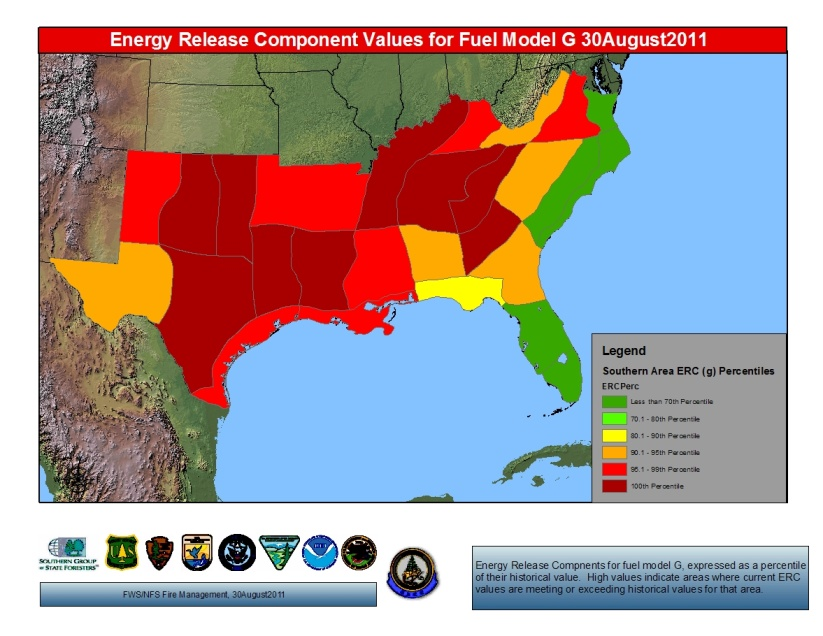 Energy Release Component Values for Fuel Model G 30August2011
Legend
Southern Area ERC (g) Percentiles
ERCPerc
Less than 70th Percentile
70.1 - 80th Percentile
80.1 - 90th Percentile
90.1 - 95th Percentile
95.1 - 99th Percentile
100th Percentile
SOUTHERN GROUP
OF STATE FORESTERS
FWS/NFS Fire Management, 30August2011
Energy Release Compnents for fuel model G, expressed as a percentile
of their historical value. High values indicate areas where current ERC
values are meeting or exceeding historical values for that area.